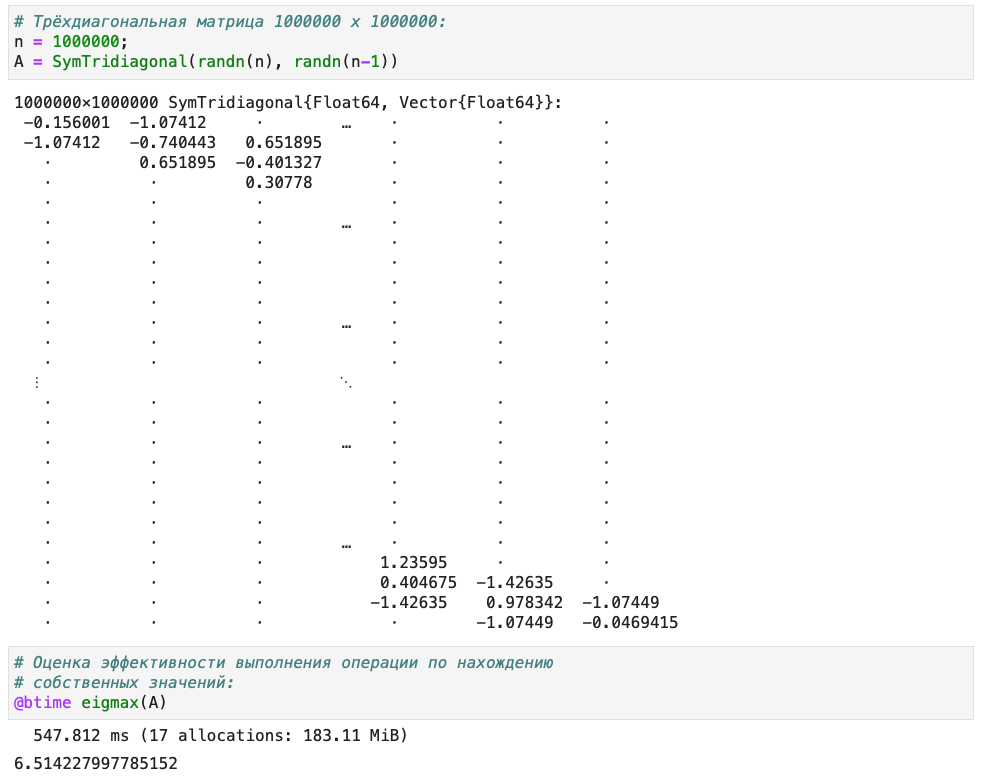 # Трёхдиагональная матрица 1000000 x 1000000:
n = 1000000;
A = SymTridiagonal(randn(n), randn(n-1))
1000000×1000000 SymTridiagonal{Float64, Vector{Float64}}:
-0.156001 -1.07412 · … · · ·
-1.07412 -0.740443 0.651895 · · ·
· 0.651895 -0.401327 · · ·
· · 0.30778 · · ·
· · · · · ·
· · · … · · ·
· · · · · ·
· · · · · ·
· · · · · ·
· · · · · ·
· · · … · · ·
· · · · · ·
· · · · · ·
⋮ ⋱
· · · · · ·
· · · · · ·
· · · … · · ·
· · · · · ·
· · · · · ·
· · · · · ·
· · · · · ·
· · · … · · ·
· · · 1.23595 · ·
· · · 0.404675 -1.42635 ·
· · · -1.42635 0.978342 -1.07449
· · · · -1.07449 -0.0469415
# Оценка эффективности выполнения операции по нахождению
# собственных значений:
@btime eigmax(A)
547.812 ms (17 allocations: 183.11 MiB)
6.514227997785152